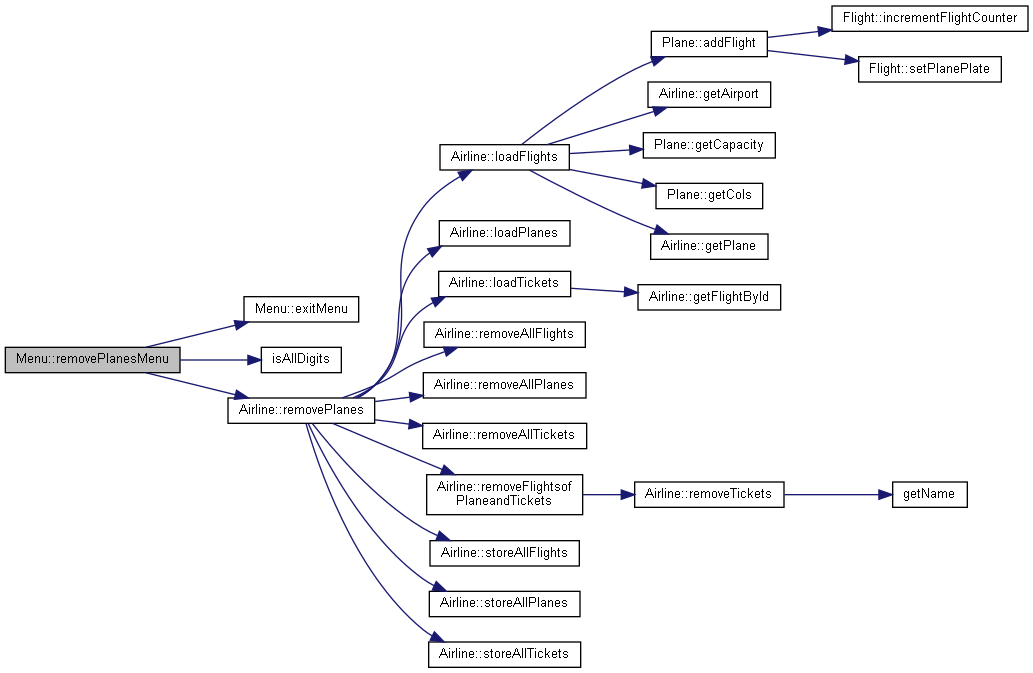 Flight::incrementFlightCounter
Plane::addFlight
Flight::setPlanePlate
Airline::getAirport
Plane::getCapacity
Airline::loadFlights
Plane::getCols
Airline::loadPlanes
Airline::getPlane
Airline::loadTickets
Airline::getFlightById
Menu::exitMenu
Airline::removeAllFlights
Menu::removePlanesMenu
isAllDigits
Airline::removeAllPlanes
Airline::removePlanes
Airline::removeAllTickets
Airline::removeFlightsof
PlaneandTickets
Airline::removeTickets
getName
Airline::storeAllFlights
Airline::storeAllPlanes
Airline::storeAllTickets